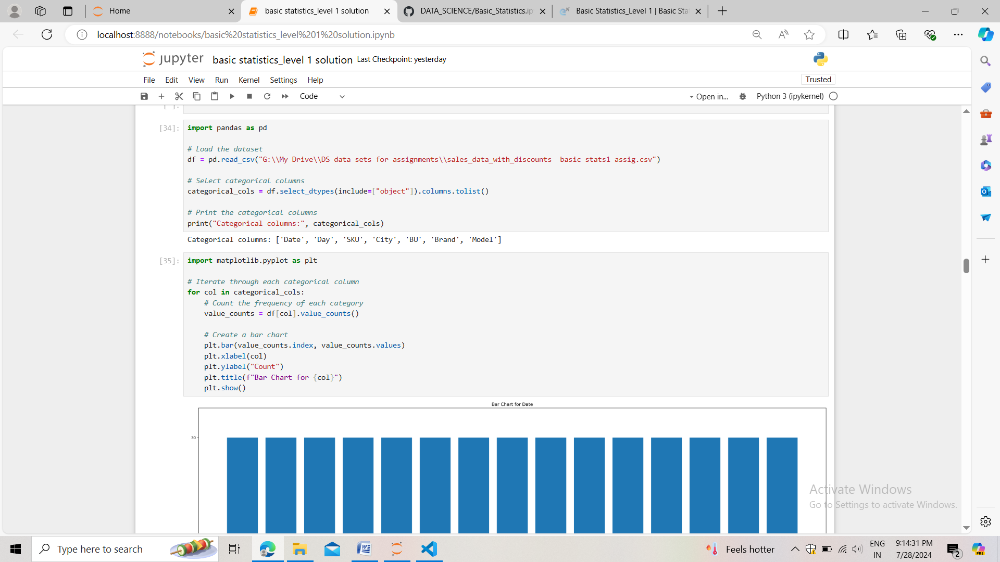 Home
basic statistics_level 1 solution
DATA_SCIENCE/Basic_Statistics.ip
Basic Statistics_Level 1 | Basic Sta
localhost:8888/notebooks/basic%20statistics_level%201%20solution.ipynb
jupyter basic statistics_level 1 solution Last Checkpoint: yesterday
File Edit View Run Kernel Settings Help Trusted
Code Open in... Python 3 (ipykernel)
[ ]:
[34]: import pandas as pd
# Load the dataset
df = pd.read_csv("G:\\My Drive\\DS data sets for assignments\\sales_data_with_discounts  basic stats1 assig.csv")
# Select categorical columns
categorical_cols = df.select_dtypes(include=["object"]).columns.tolist()
# Print the categorical columns
print("Categorical columns:", categorical_cols)
Categorical columns: ['Date', 'Day', 'SKU', 'City', 'BU', 'Brand', 'Model']
[35]: import matplotlib.pyplot as plt
# Iterate through each categorical column
for col in categorical_cols:
    # Count the frequency of each category
    value_counts = df[col].value_counts()
    # Create a bar chart
    plt.bar(value_counts.index, value_counts.values)
    plt.xlabel(col)
    plt.ylabel("Count")
    plt.title(f"Bar Chart for {col}")
    plt.show()
Bar Chart for Date
30
Activate Windows
Go to Settings to activate Windows.
Type here to search
Feels hotter
ENG
IN
9:14:31 PM
7/28/2024
2
PRE